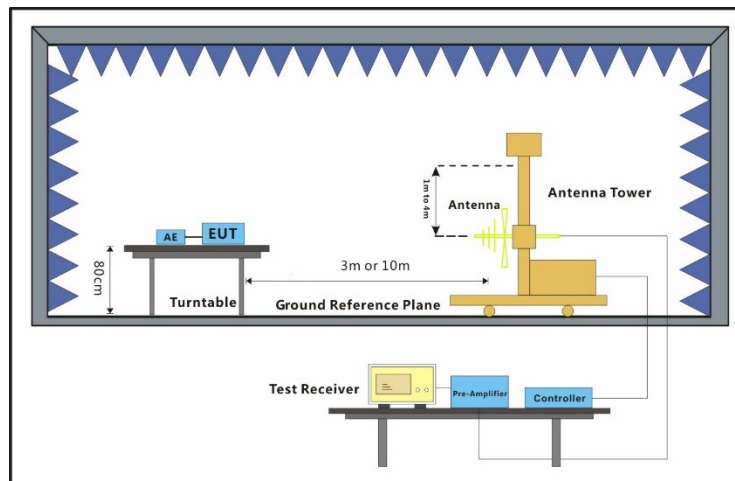 1m to 4m
Antenna
Antenna Tower
AE
EUT
80cm
3m or 10m
Turntable
Ground Reference Plane
Test Receiver
Pre-Amplifier
Controller